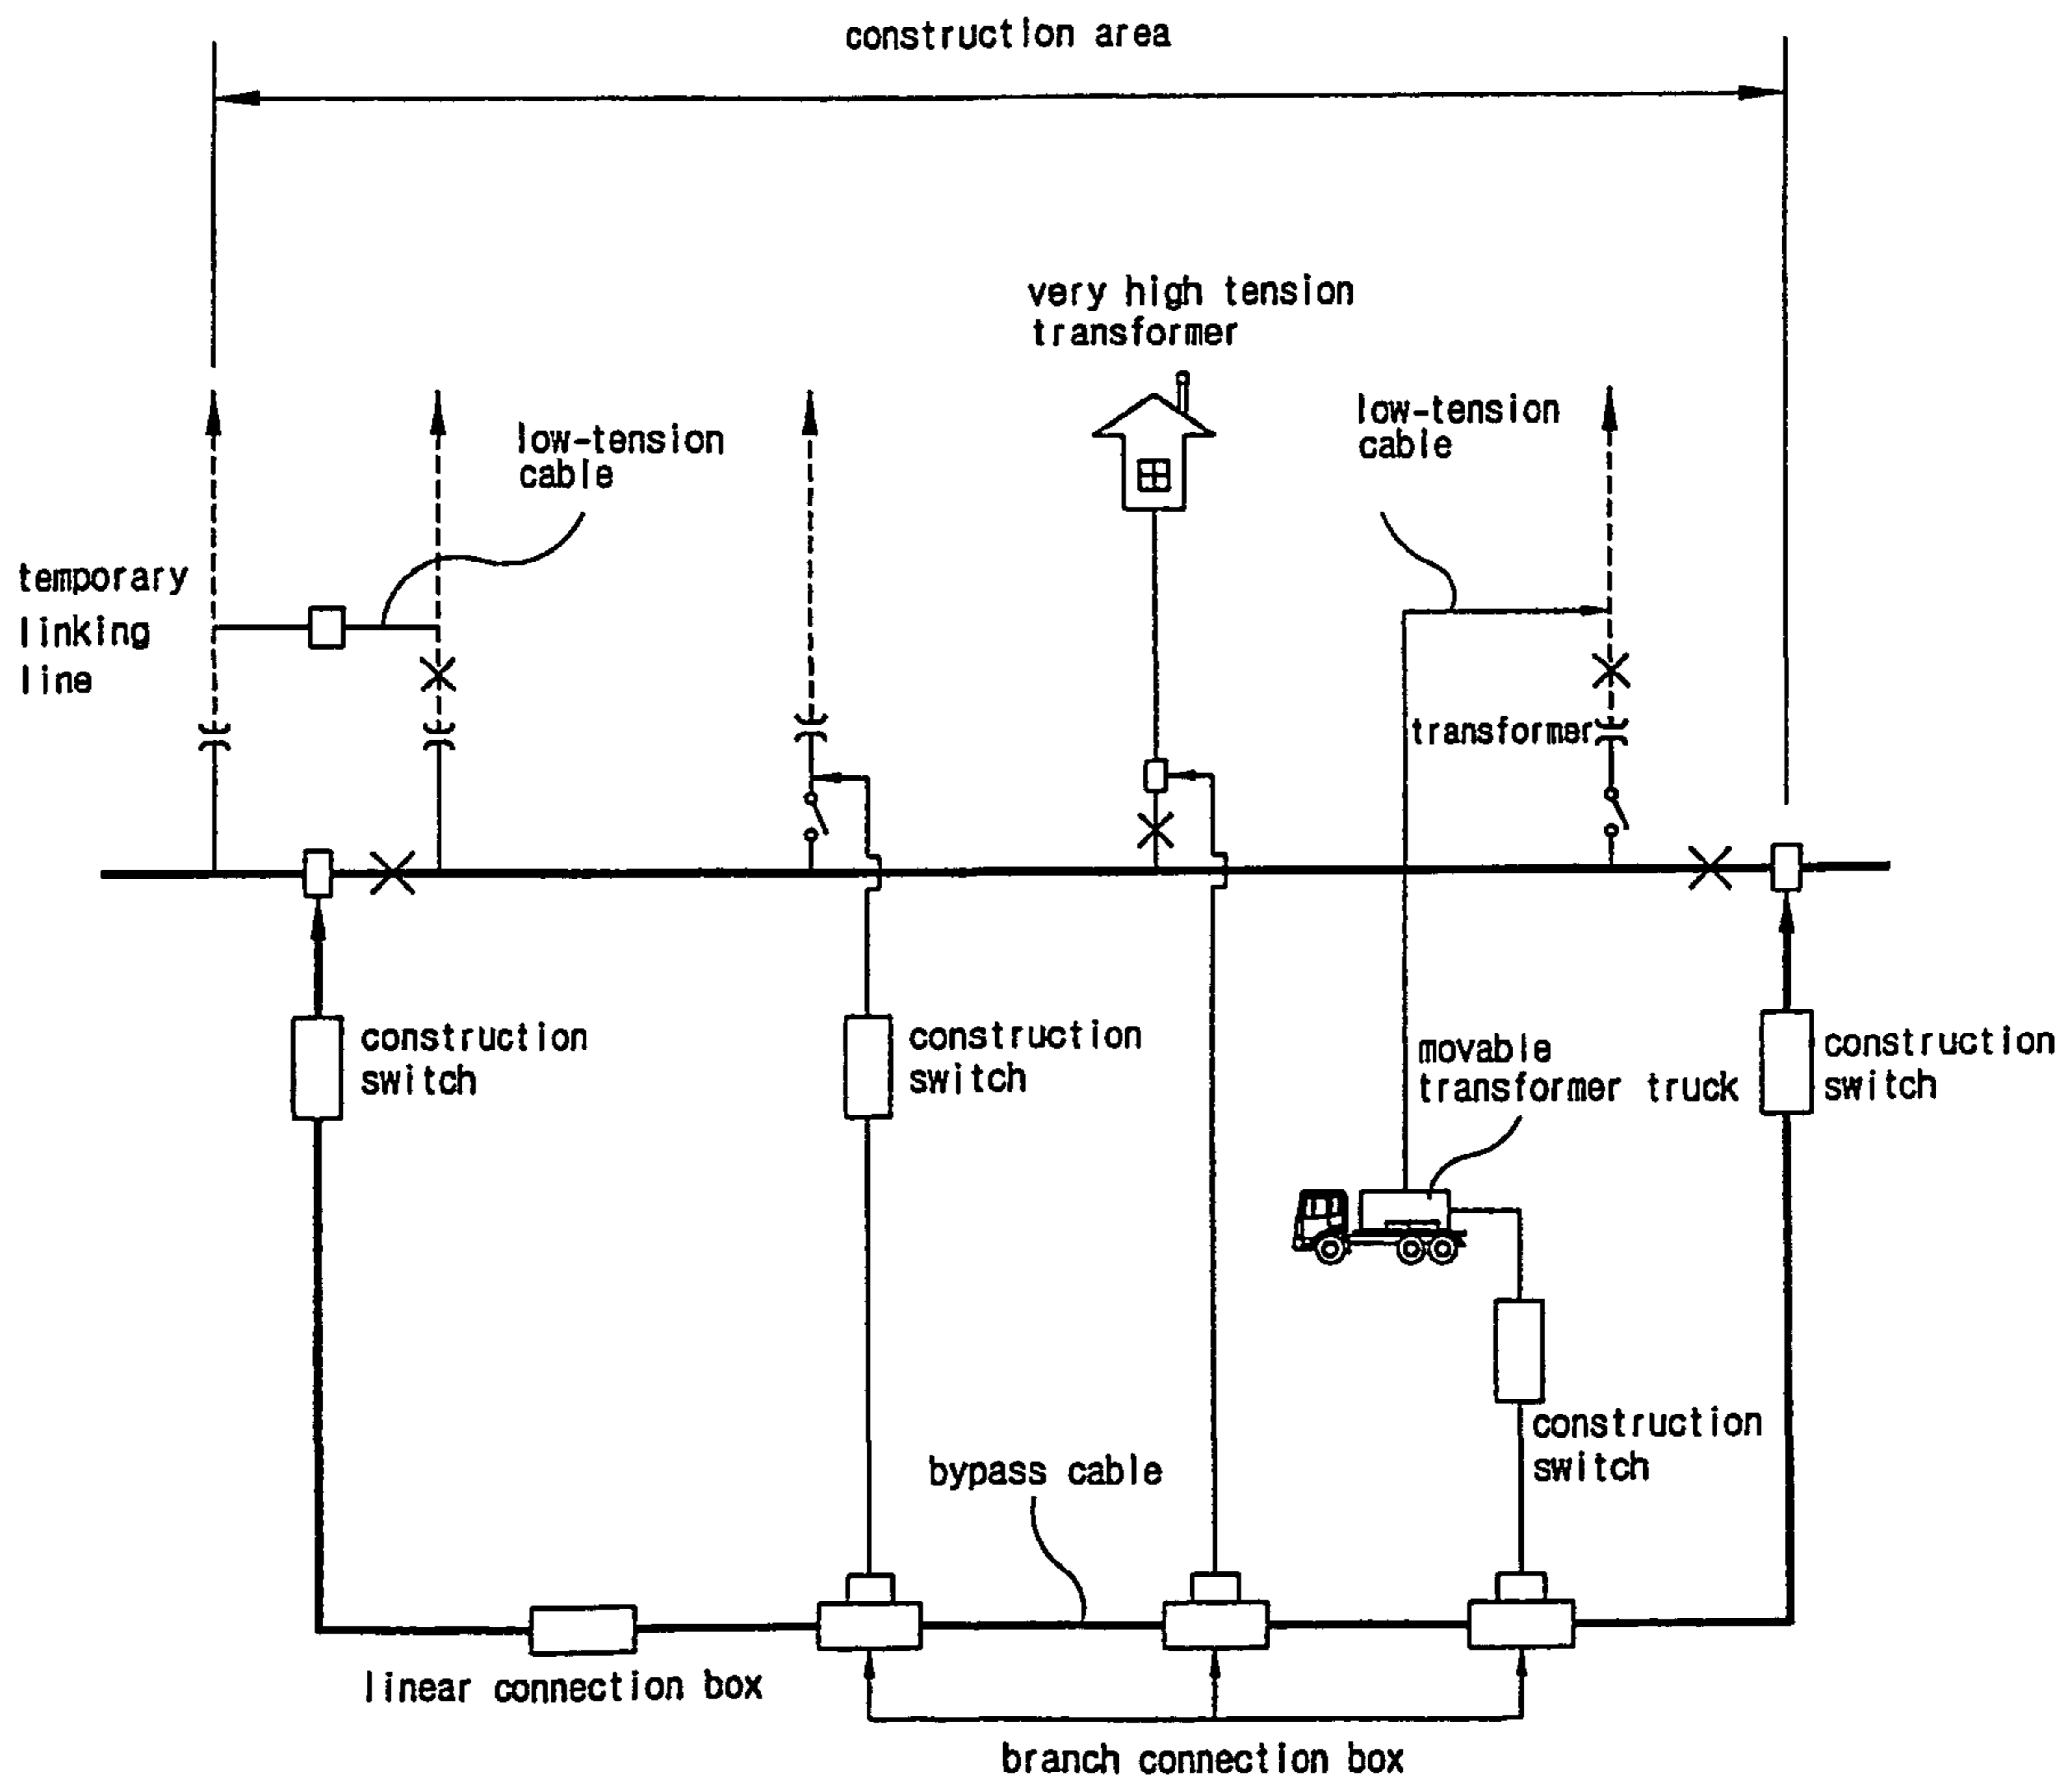 construction area
very high tension
transformer
low-tension
cable
low-tension
cable
temporary
linking
line
transformer
construction
switch
construction
switch
movable
transformer truck
construction
switch
construction
switch
bypass cable
linear connection box
branch connection box